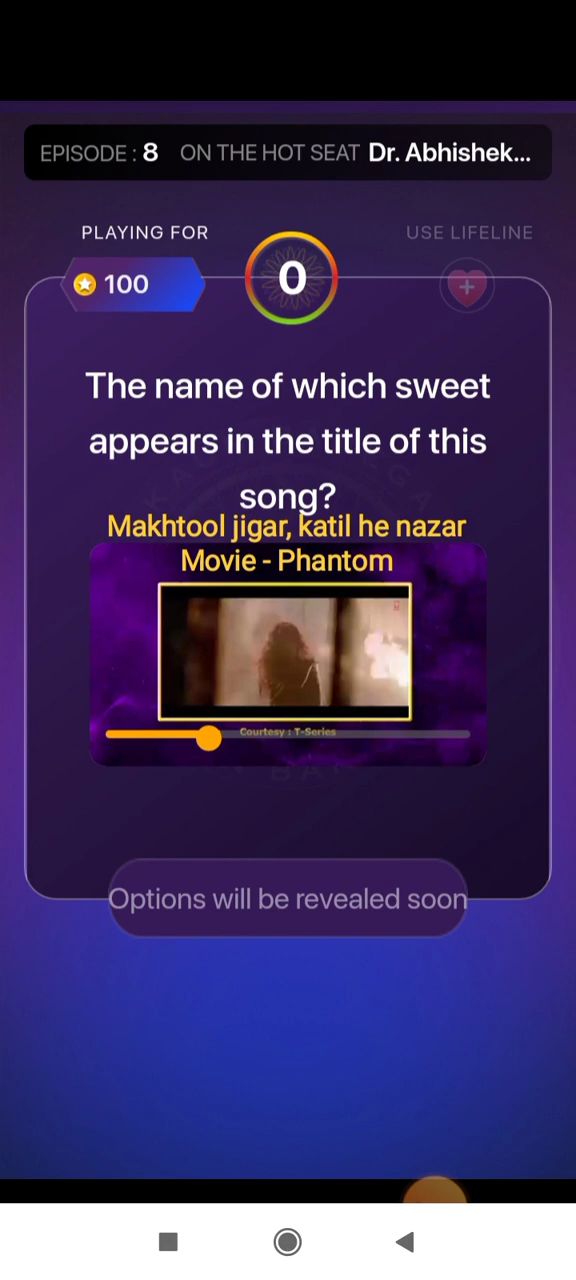 EPISODE : 8 ON THE HOT SEAT Dr. Abhishek...
PLAYING FOR
USE LIFELINE
100
0
The name of which sweet
appears in the title of this
song?
Makhtool jigar, katil he nazar
Movie - Phantom
Courtesy : T-Series
Options will be revealed soon